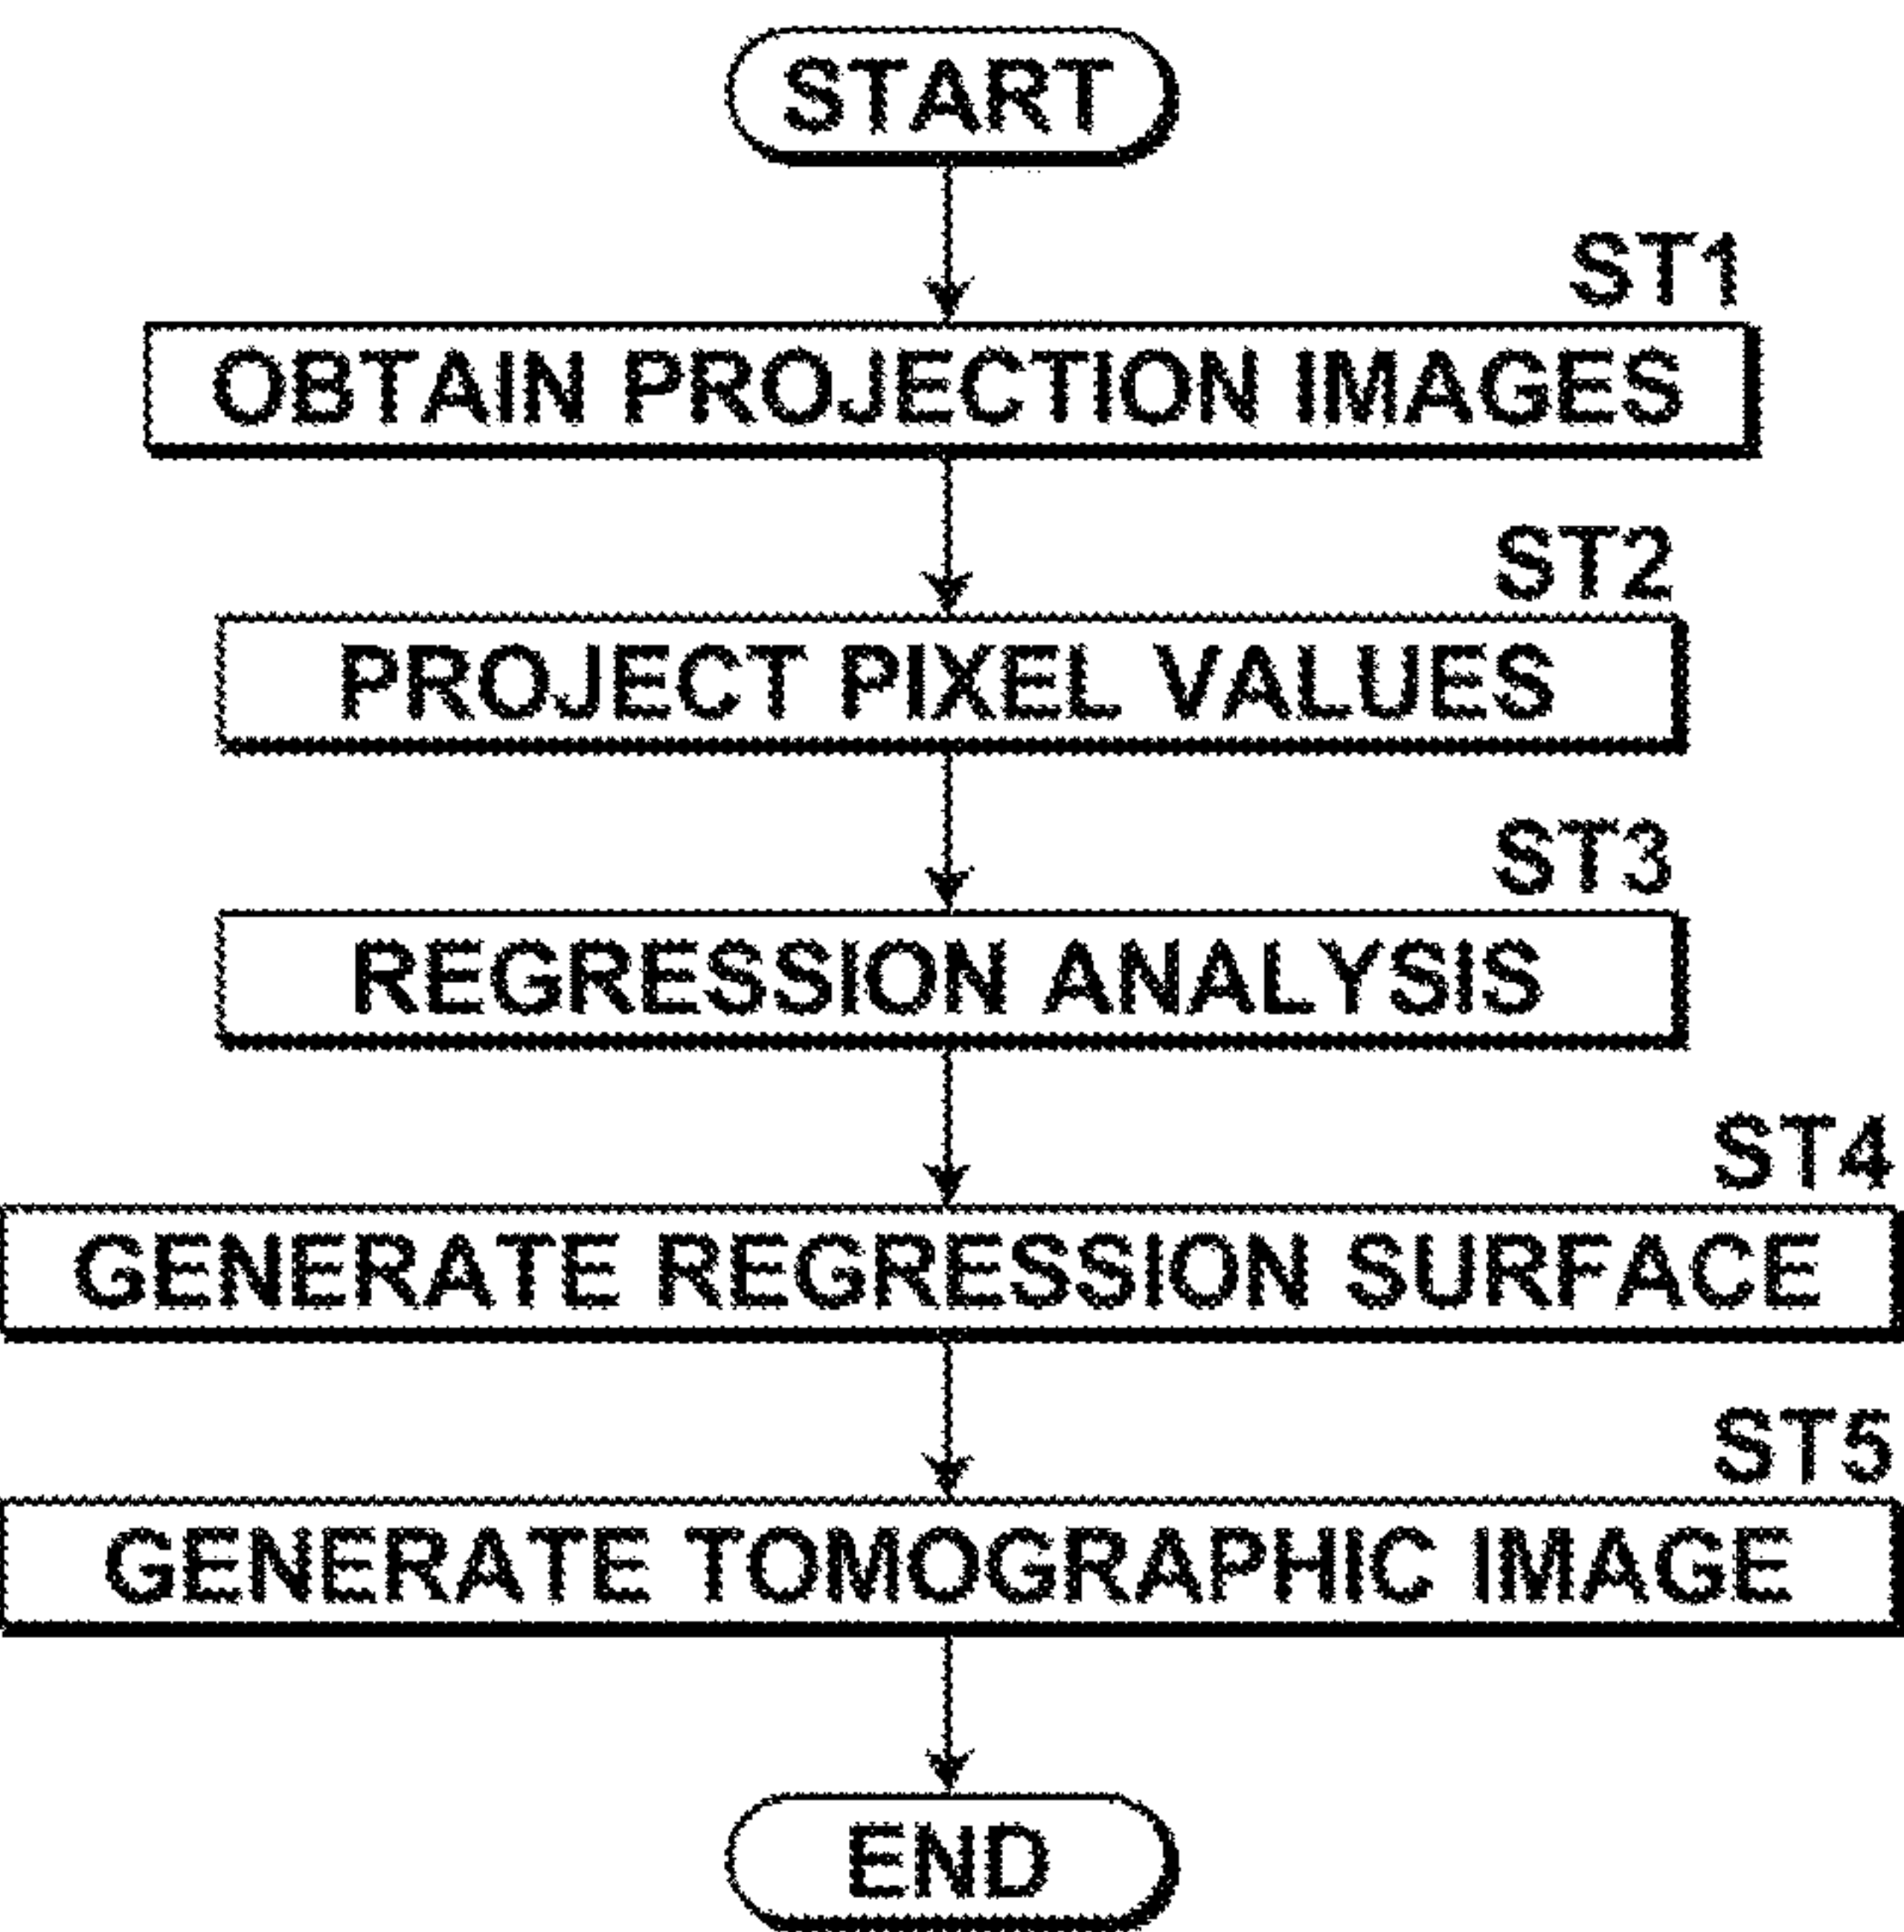 START
ST1
OBTAIN PROJECTION IMAGES
ST2
PROJECT PIXEL VALUES
ST3
REGRESSION ANALYSIS
ST4
GENERATE REGRESSION SURFACE
ST5
GENERATE TOMOGRAPHIC IMAGE
END